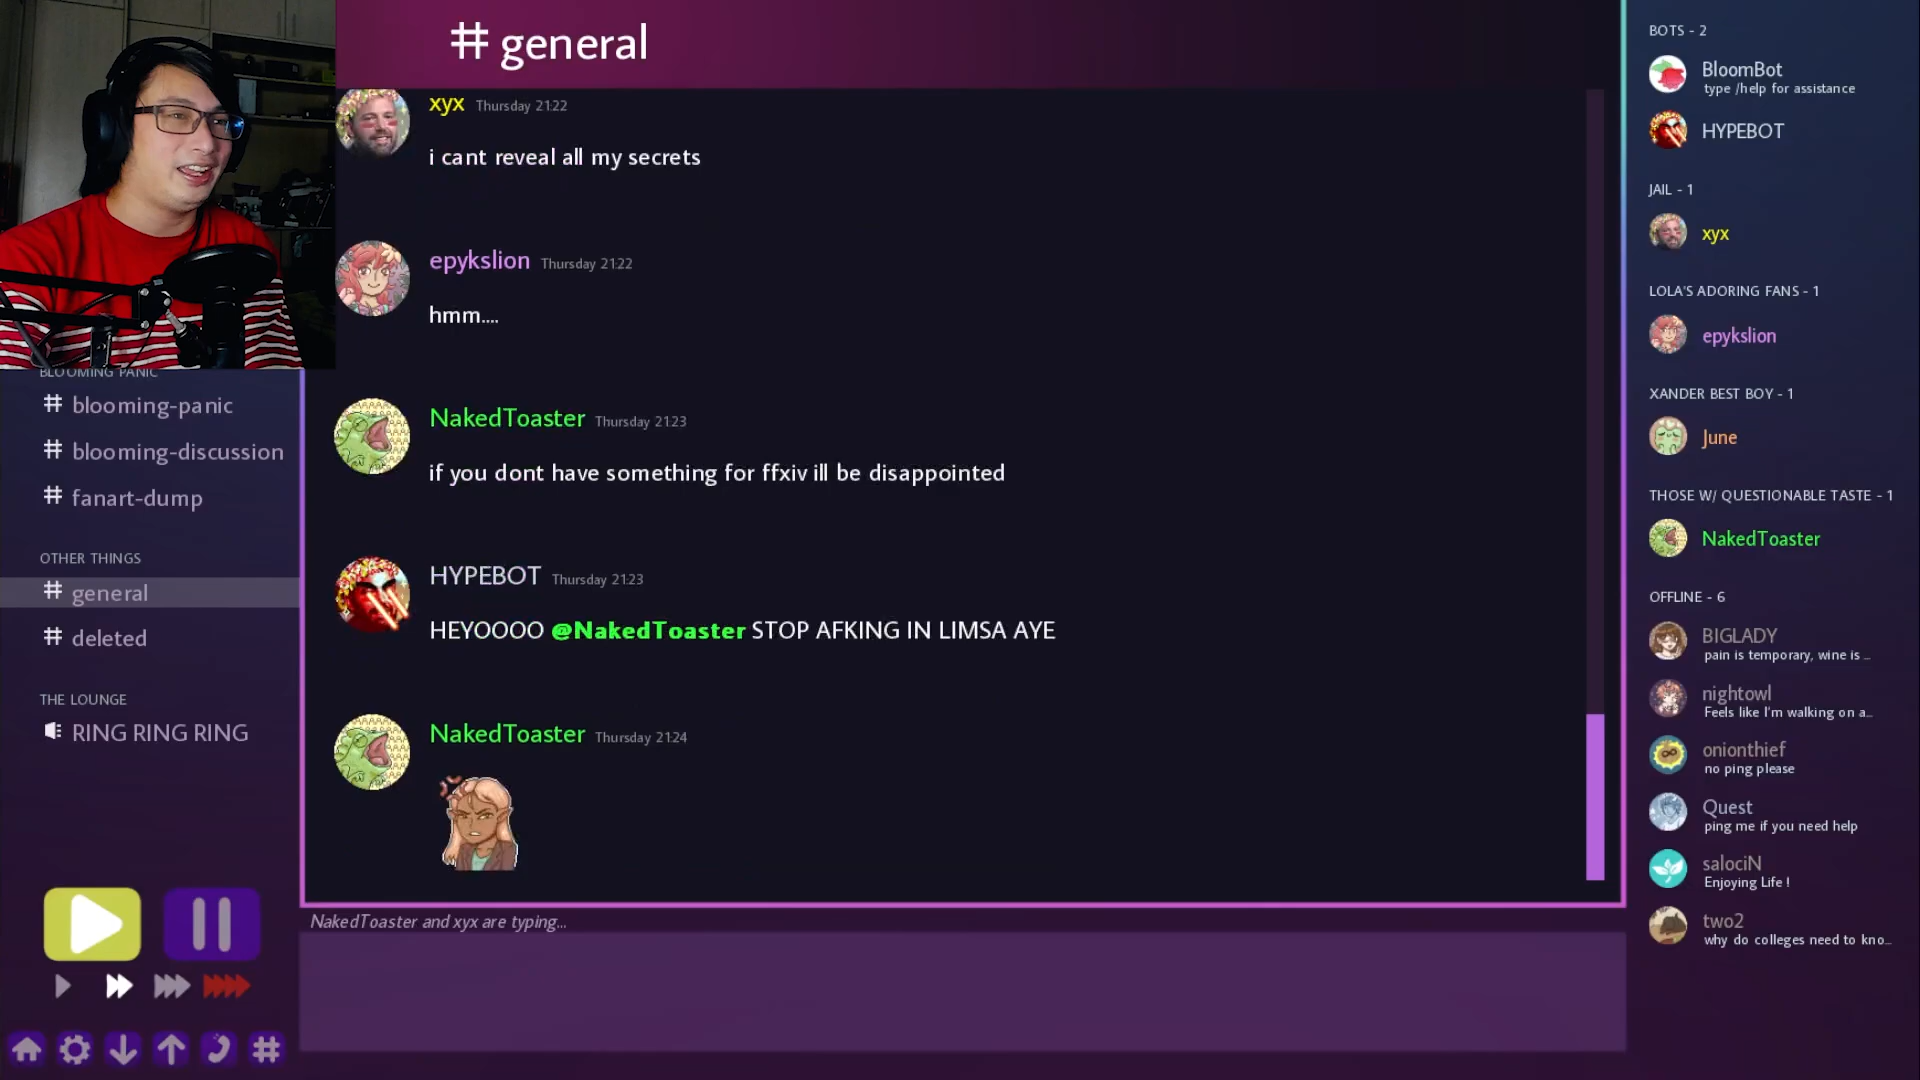 # general
xyx Thursday 21:22
i cant reveal all my secrets
epykslion Thursday 21:22
hmm....
NakedToaster Thursday 21:23
if you dont have something for ffxiv ill be disappointed
HYPEBOT Thursday 21:23
HEYOOOO @NakedToaster STOP AFKING IN LIMSA AYE
NakedToaster Thursday 21:24
NakedToaster and xyx are typing...
BLOOMING PANIC
# blooming-panic
# blooming-discussion
# fanart-dump
OTHER THINGS
# general
# deleted
THE LOUNGE
RING RING RING
BOTS - 2
BloomBot
type /help for assistance
HYPEBOT
JAIL - 1
xyx
LOLA'S ADORING FANS - 1
epykslion
XANDER BEST BOY - 1
June
THOSE W/ QUESTIONABLE TASTE - 1
NakedToaster
OFFLINE - 6
BIGLADY
pain is temporary, wine is ...
nightowl
Feels like I'm walking on a...
onionthief
no ping please
Quest
ping me if you need help
salociN
Enjoying Life !
two2
why do colleges need to kno...